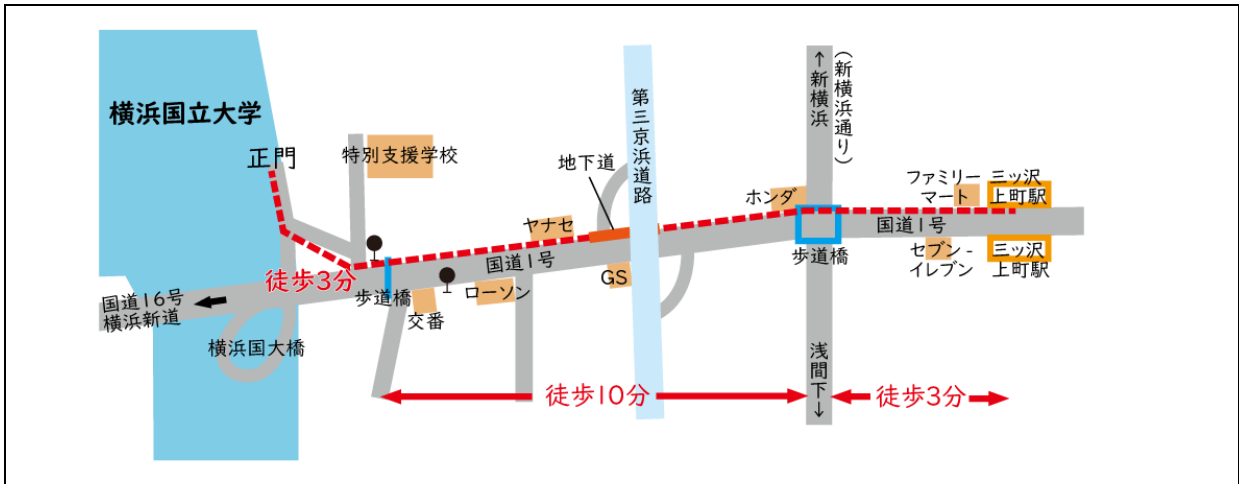 横浜国立大学
正門
特別支援学校
地下道
第三京浜道路
↑新横浜
(新横浜通り)
ホンダ
ファミリー
マート
三ッ沢
上町駅
ヤナセ
国道1号
国道1号
徒歩3分
歩道橋
交番
ローソン
GS
歩道橋
セブン-
イレブン
三ッ沢
上町駅
国道16号
横浜新道
横浜国大橋
浅間下↓
徒歩10分
徒歩3分